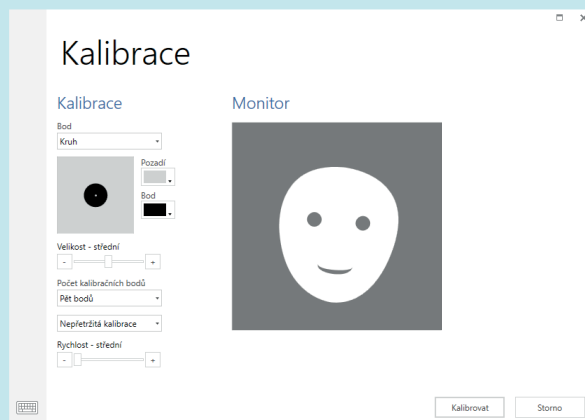 Kalibrace
Kalibrace
Monitor
Bod
Kruh
Pozadí
Bod
Velikost - střední
-
+
Počet kalibračních bodů
Pět bodů
Nepřetržitá kalibrace
Rychlost - střední
-
+
Kalibrovat
Storno